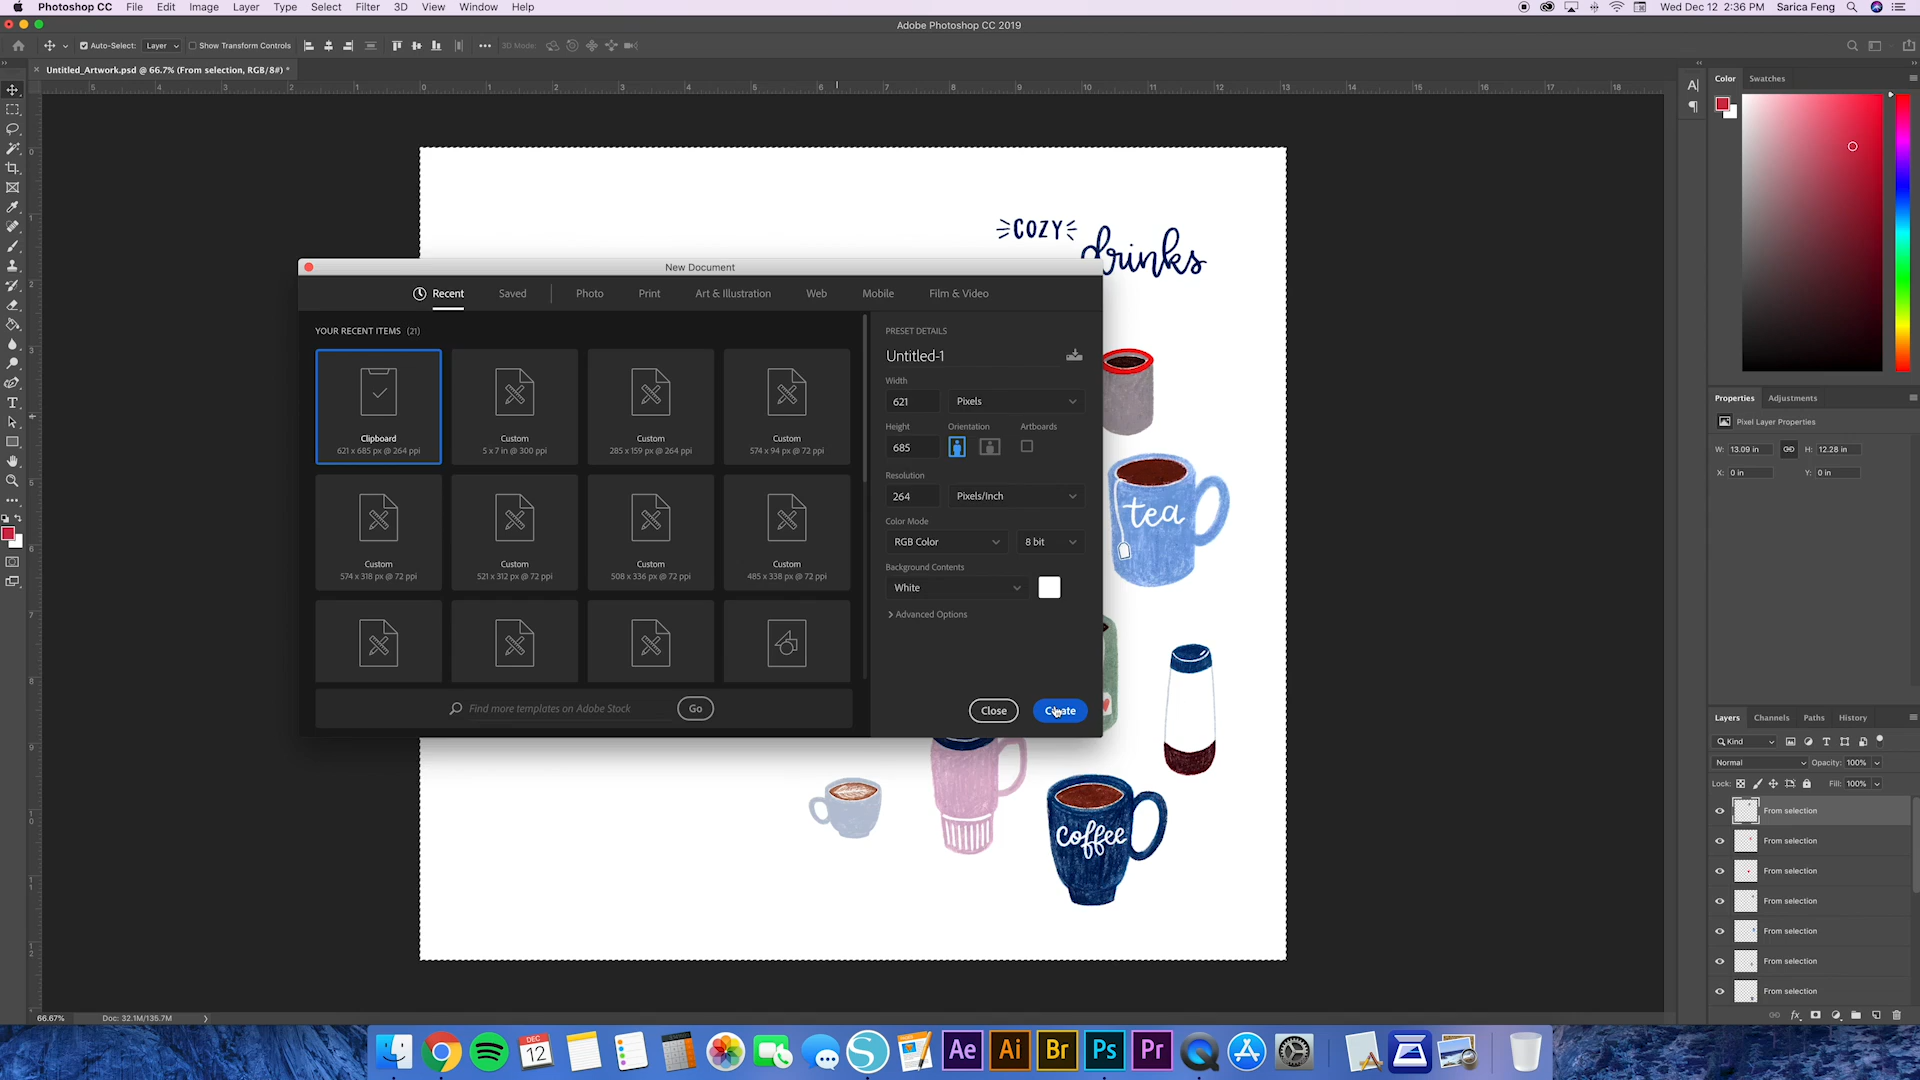 Photoshop CC File Edit Image Layer Type Select Filter 3D View Window Help
Wed Dec 12 2:36 PM Sarica Feng
Adobe Photoshop CC 2019
Auto-Select: Layer Show Transform Controls 3D Mode:
Untitled_Artwork.psd @ 66.7% (From selection, RGB/8#) *
COZY
drinks
tea
Coffee
New Document
Recent Saved Photo Print Art & Illustration Web Mobile Film & Video
YOUR RECENT ITEMS (21)
Clipboard
621 x 685 px @ 264 ppi
Custom
5 x 7 in @ 300 ppi
Custom
285 x 159 px @ 264 ppi
Custom
574 x 94 px @ 72 ppi
Custom
574 x 318 px @ 72 ppi
Custom
521 x 312 px @ 72 ppi
Custom
508 x 336 px @ 72 ppi
Custom
485 x 338 px @ 72 ppi
Find more templates on Adobe Stock Go
PRESET DETAILS
Untitled-1
Width
621 Pixels
Height Orientation Artboards
685
Resolution
264 Pixels/Inch
Color Mode
RGB Color 8 bit
Background Contents
White
Advanced Options
Close
Color Swatches
Properties Adjustments
Pixel Layer Properties
W: 13.09 in H: 12.28 in
X: 0 in Y: 0 in
Layers Channels Paths History
Kind
Normal Opacity: 100%
Lock: Fill: 100%
From selection
From selection
From selection
From selection
From selection
From selection
From selection
66.67% Doc: 32.1M/135.7M
DEC
12
Ae Ai Br Ps Pr